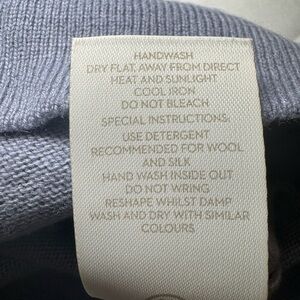 HANDWASH
DRY FLAT, AWAY FROM DIRECT
HEAT AND SUNLIGHT
COOL IRON
DO NOT BLEACH
SPECIAL INSTRUCTIONS:
USE DETERGENT
RECOMMENDED FOR WOOL
AND SILK
HAND WASH INSIDE OUT
DO NOT WRING
RESHAPE WHILST DAMP
WASH AND DRY WITH SIMILAR
COLOURS